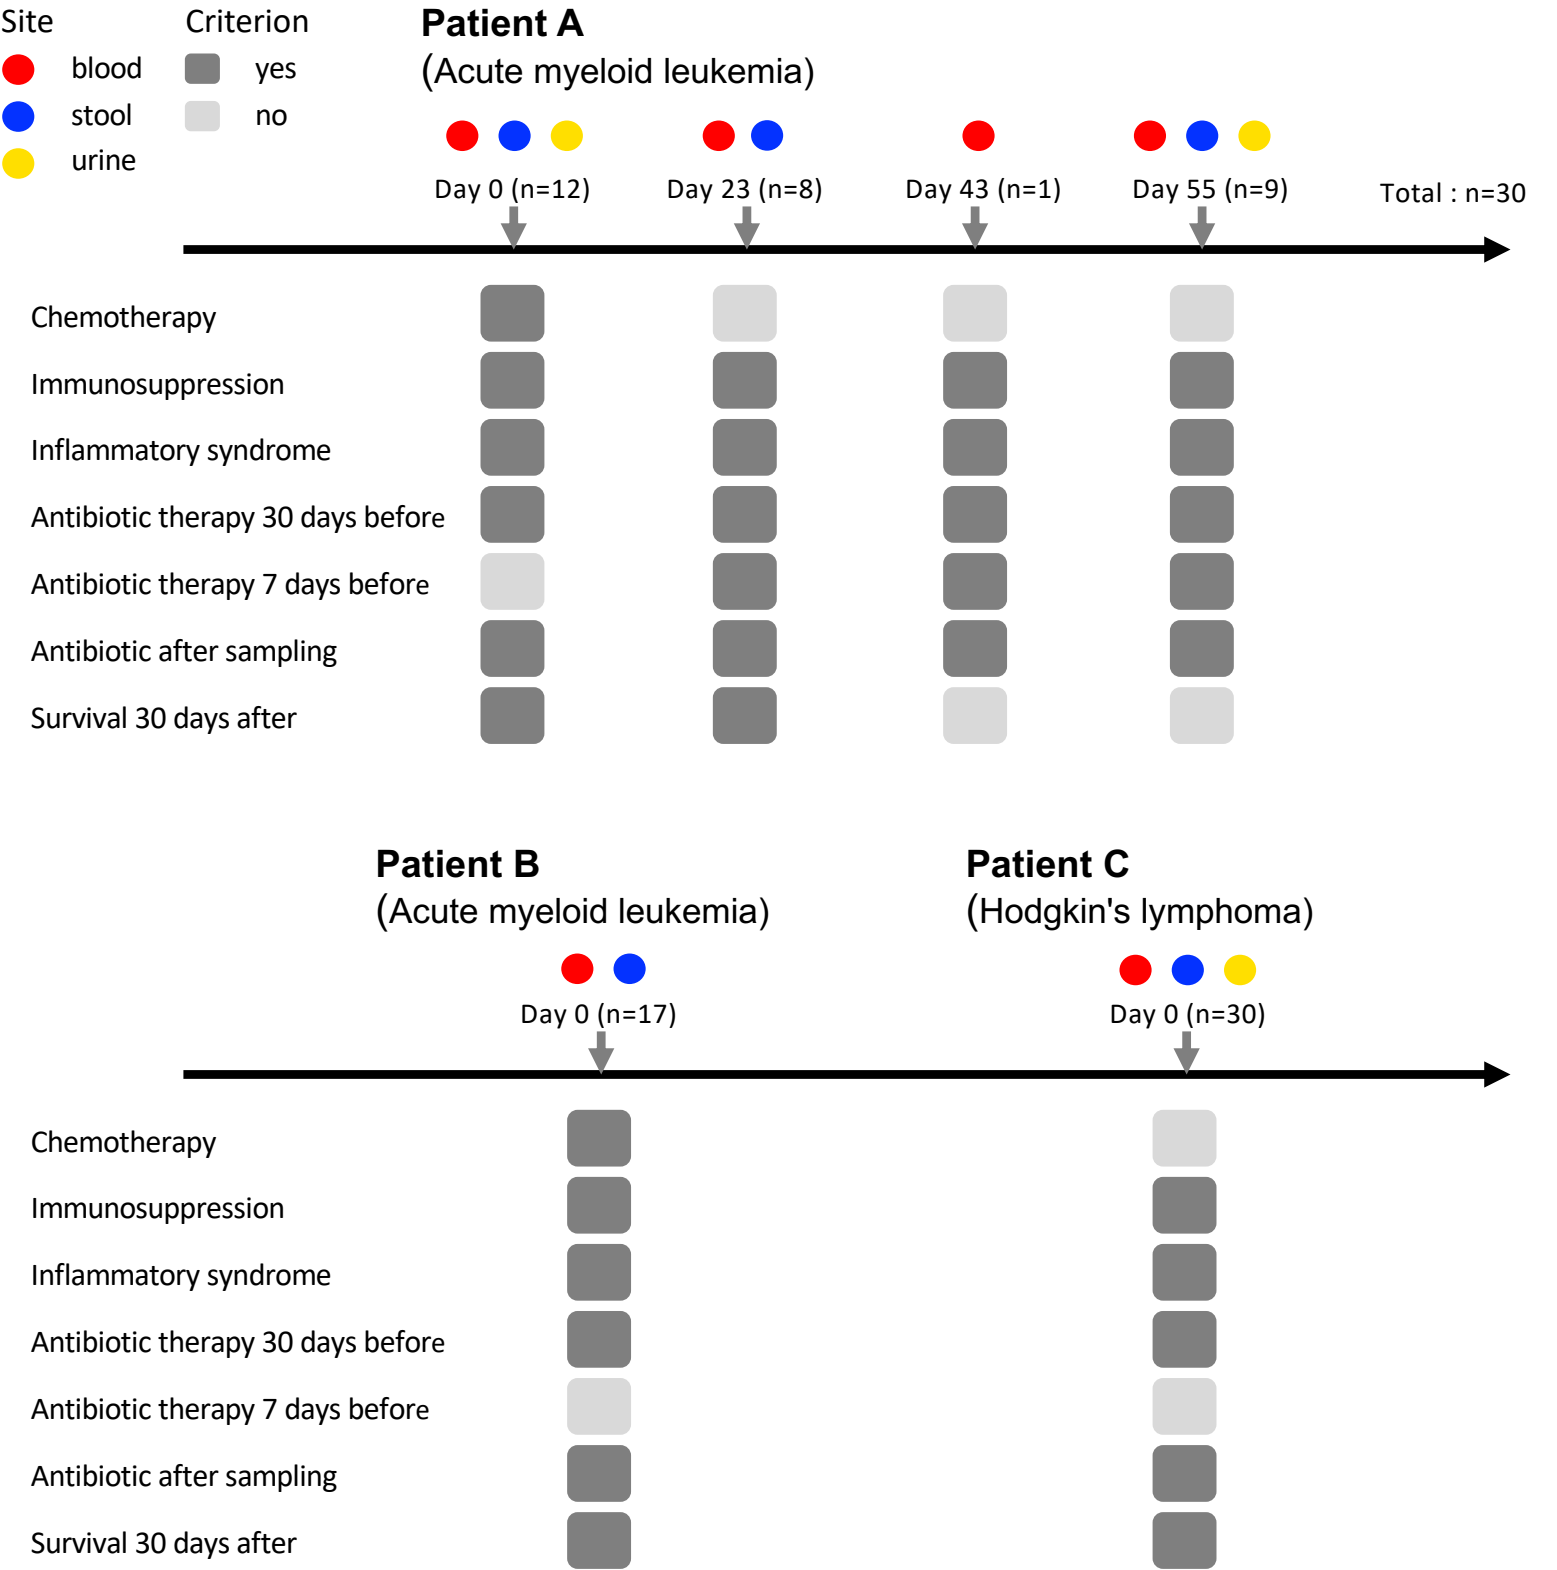 Site
Criterion
blood
yes
stool
no
urine
Patient A
(Acute myeloid leukemia)
Day 0 (n=12)
Day 23 (n=8)
Day 43 (n=1)
Day 55 (n=9)
Total : n=30
Chemotherapy
Immunosuppression
Inflammatory syndrome
Antibiotic therapy 30 days before
Antibiotic therapy 7 days before
Antibiotic after sampling
Survival 30 days after
Patient B
(Acute myeloid leukemia)
Day 0 (n=17)
Patient C
(Hodgkin's lymphoma)
Day 0 (n=30)
Chemotherapy
Immunosuppression
Inflammatory syndrome
Antibiotic therapy 30 days before
Antibiotic therapy 7 days before
Antibiotic after sampling
Survival 30 days after